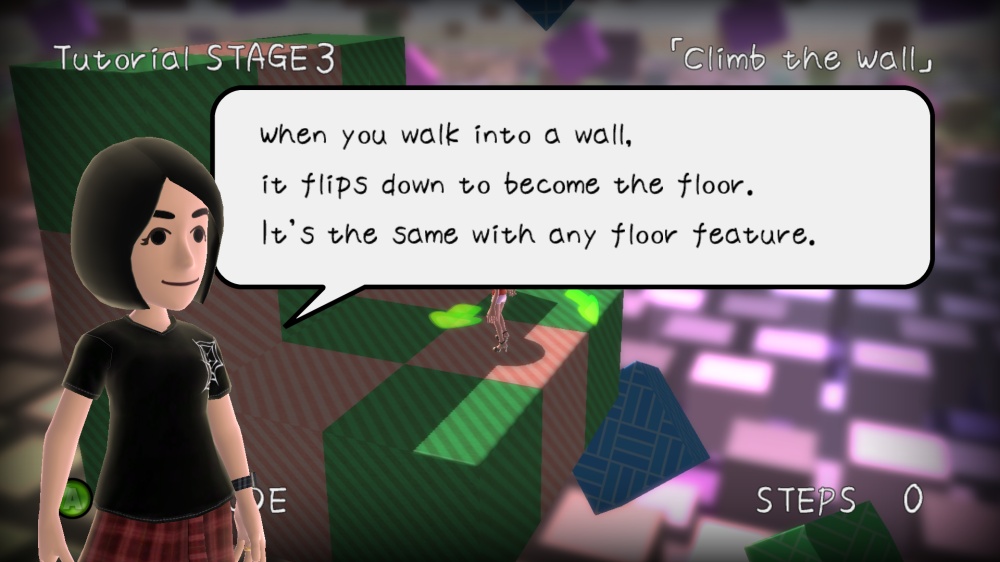 Tutorial STAGE3
「Climb the wall」
When you walk into a wall,
it flips down to become the floor.
It's the same with any floor feature.
A
STEPS 0